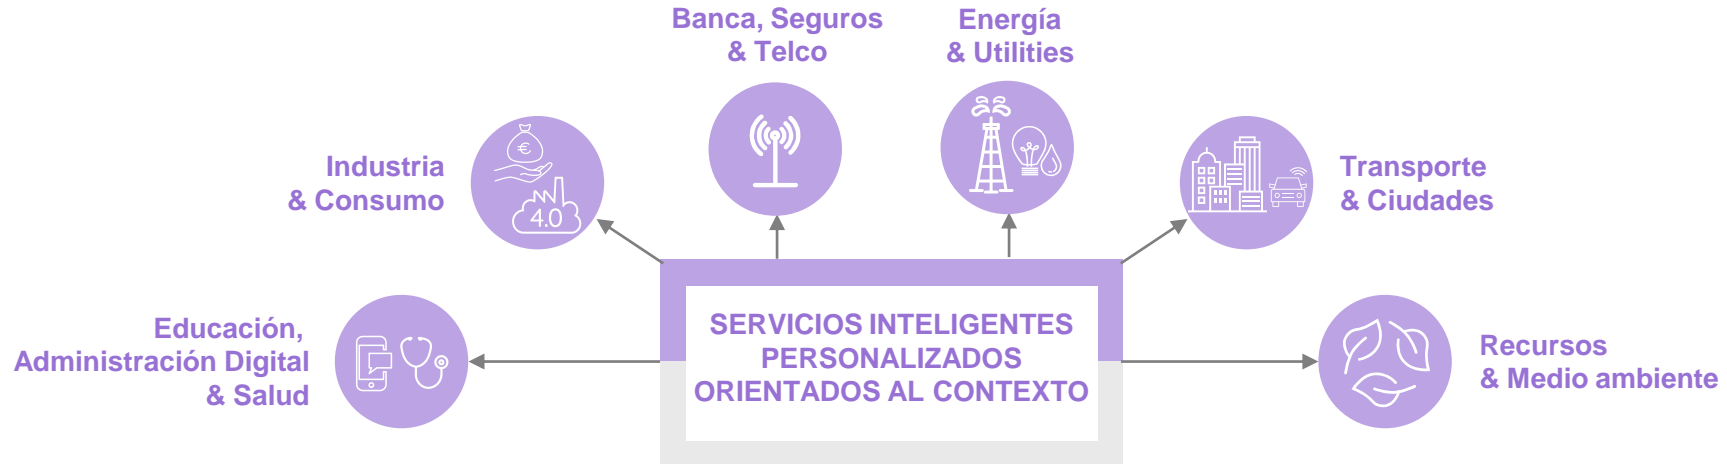 Banca, Seguros
& Telco
Energía
& Utilities
Industria
& Consumo
€
4.0
Transporte
& Ciudades
Educación,
Administración Digital
& Salud
SERVICIOS INTELIGENTES
PERSONALIZADOS
ORIENTADOS AL CONTEXTO
Recursos
& Medio ambiente